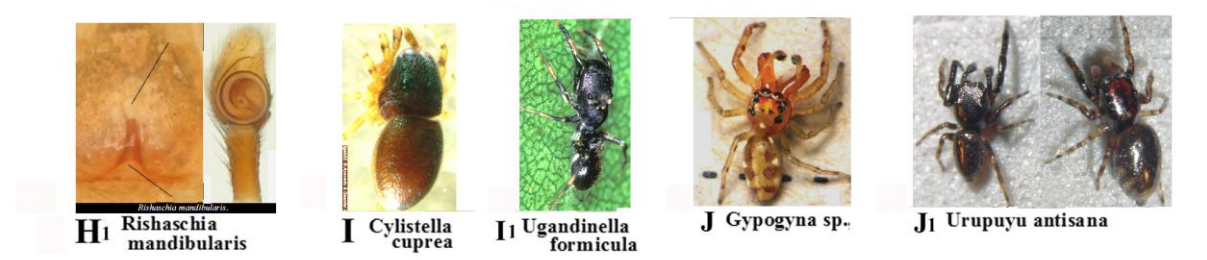 Rishaschia mandibularis.
H1 Rishaschia
mandibularis
I Cylistella
cuprea
I1 Ugandinella
formicula
J Gypogyna sp..
J1 Urupuyu antisana